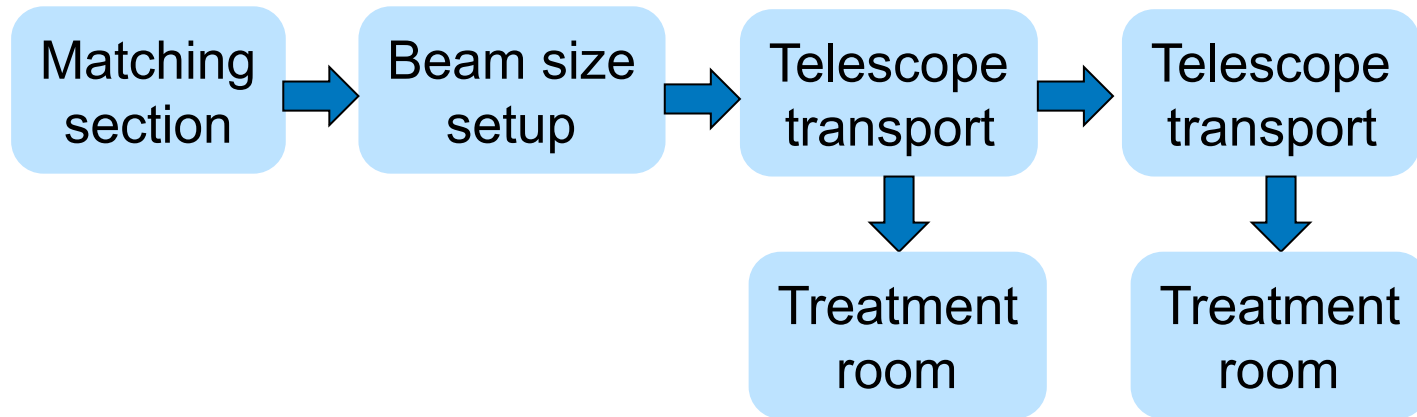 Matching
section
Beam size
setup
Telescope
transport
Telescope
transport
Treatment
room
Treatment
room